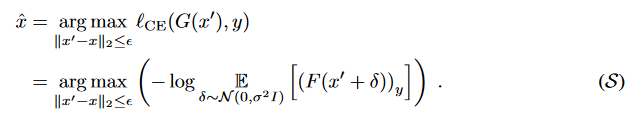 x̂ = arg max ℓ_CE(G(x′), y)
‖x′−x‖₂≤ϵ
= arg max ( − log 𝔼 [ (F(x′ + δ))_y ] ) . (𝒮)
‖x′−x‖₂≤ϵ δ∼𝒩(0,σ²I)